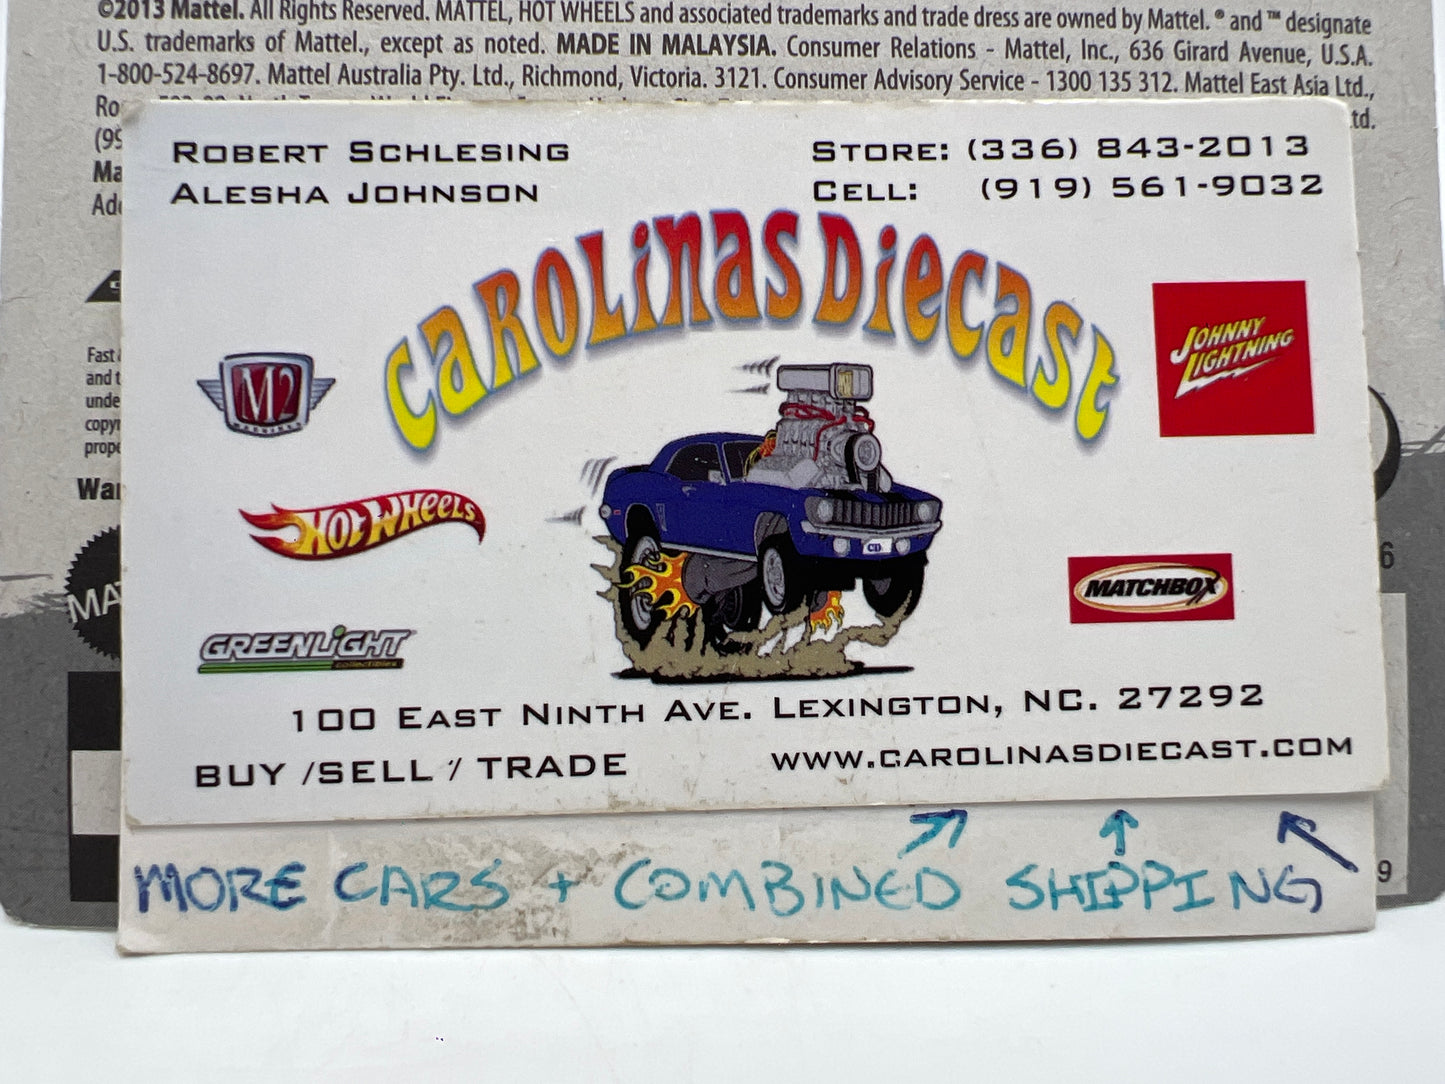 ©2013 Mattel. All Rights Reserved. MATTEL, HOT WHEELS and associated trademarks and trade dress are owned by Mattel. ® and ™ designate
U.S. trademarks of Mattel., except as noted. MADE IN MALAYSIA. Consumer Relations - Mattel, Inc., 636 Girard Avenue, U.S.A.
1-800-524-8697. Mattel Australia Pty. Ltd., Richmond, Victoria. 3121. Consumer Advisory Service - 1300 135 312. Mattel East Asia Ltd.,
td.
ROBERT SCHLESING
ALESHA JOHNSON
STORE: (336) 843-2013
CELL: (919) 561-9032
CAROLINAS DIECAST
M2
MACHINES
JOHNNY
LIGHTNING
HOT WHEELS
CD
MATCHBOX
GREENLIGHT
collectibles
100 EAST NINTH AVE. LEXINGTON, NC. 27292
BUY /SELL / TRADE
WWW.CAROLINASDIECAST.COM
MORE CARS + COMBINED SHIPPING